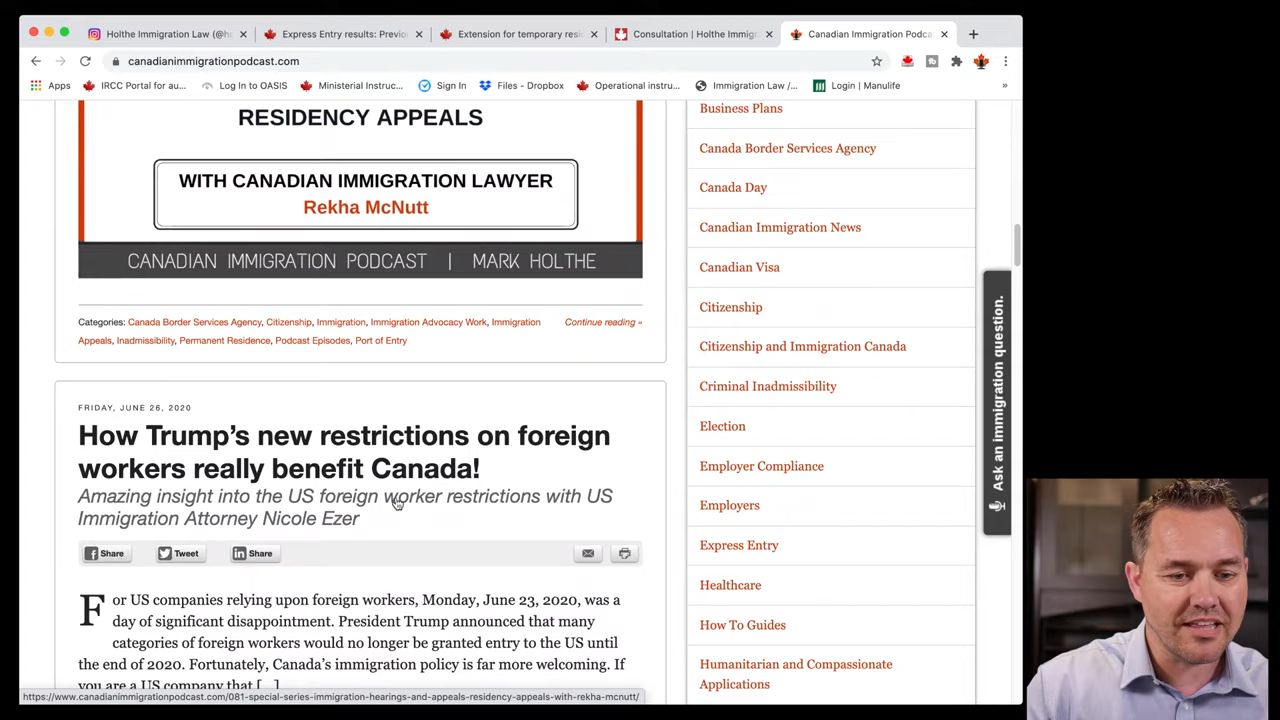 Holthe Immigration Law (@h
Express Entry results: Previo
Extension for temporary resi
Consultation | Holthe Immigr
Canadian Immigration Podca
canadianimmigrationpodcast.com
Apps
IRCC Portal for au...
Log In to OASIS
Ministerial Instruc...
Sign In
Files - Dropbox
Operational instru...
Immigration Law /...
Login | Manulife
»
RESIDENCY APPEALS
WITH CANADIAN IMMIGRATION LAWYER
Rekha McNutt
CANADIAN IMMIGRATION PODCAST | MARK HOLTHE
Categories: Canada Border Services Agency, Citizenship, Immigration, Immigration Advocacy Work, Immigration
Appeals, Inadmissibility, Permanent Residence, Podcast Episodes, Port of Entry
Continue reading »
FRIDAY, JUNE 26, 2020
How Trump's new restrictions on foreign
workers really benefit Canada!
Amazing insight into the US foreign worker restrictions with US
Immigration Attorney Nicole Ezer
Share
Tweet
Share
For US companies relying upon foreign workers, Monday, June 23, 2020, was a
day of significant disappointment. President Trump announced that many
categories of foreign workers would no longer be granted entry to the US until
the end of 2020. Fortunately, Canada's immigration policy is far more welcoming. If
you are a US company that [...]
Business Plans
Canada Border Services Agency
Canada Day
Canadian Immigration News
Canadian Visa
Citizenship
Citizenship and Immigration Canada
Criminal Inadmissibility
Election
Employer Compliance
Employers
Express Entry
Healthcare
How To Guides
Humanitarian and Compassionate
Applications
Ask an immigration question.
https://www.canadianimmigrationpodcast.com/081-special-series-immigration-hearings-and-appeals-residency-appeals-with-rekha-mcnutt/